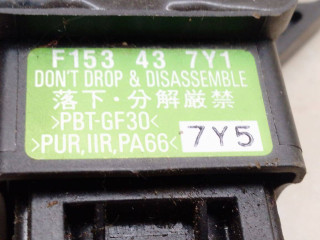 F153 43 7Y1
DON'T DROP & DISASSEMBLE
落下・分解厳禁
>PBT-GF30<
>PUR,IIR,PA66< 7Y5